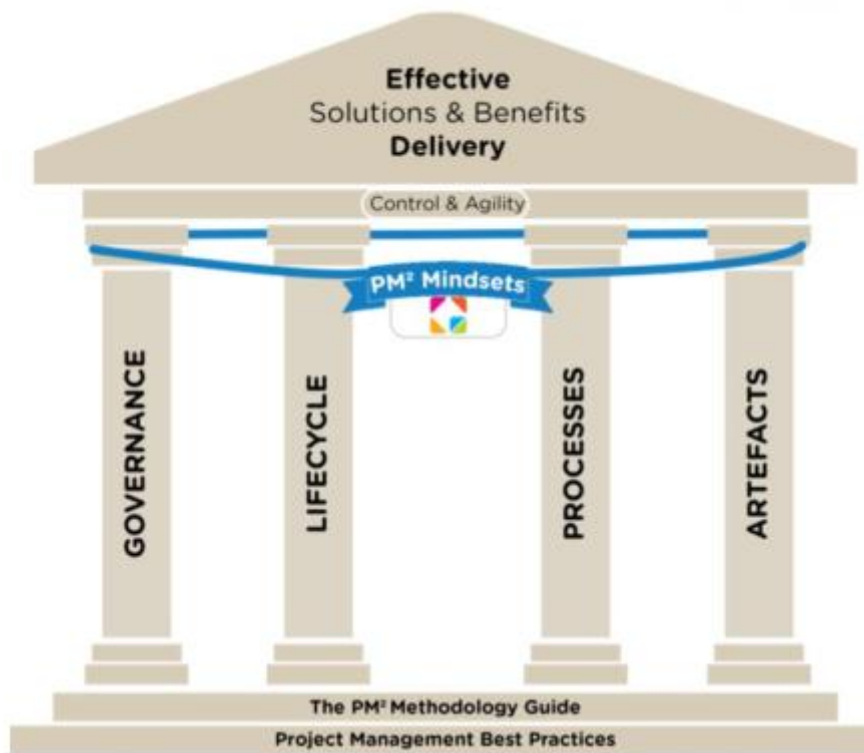 Effective
Solutions & Benefits
Delivery
Control & Agility
PM² Mindsets
GOVERNANCE
LIFECYCLE
PROCESSES
ARTEFACTS
The PM² Methodology Guide
Project Management Best Practices